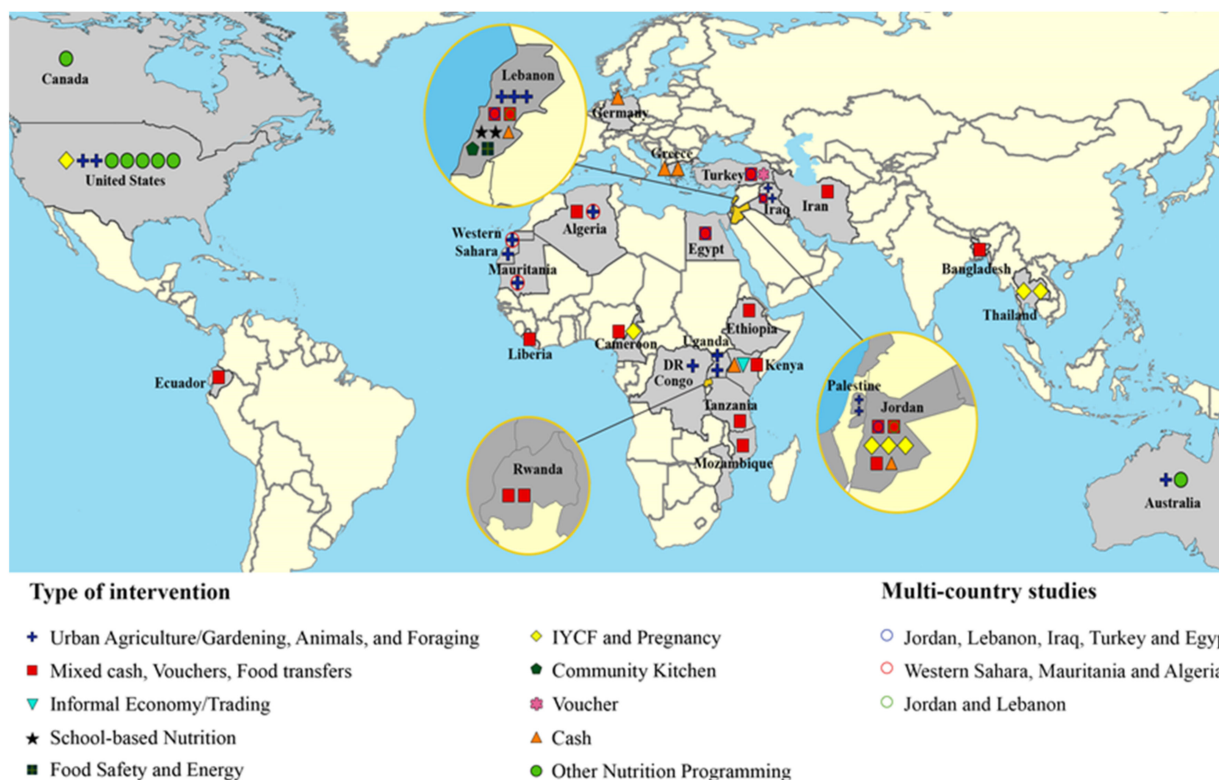 Canada
United States
Ecuador
Lebanon
Germany
Greece
Turkey
Iraq
Iran
Algeria
Western
Sahara
Mauritania
Egypt
Liberia
Cameroon
Ethiopia
Uganda
DR
Congo
Kenya
Tanzania
Mozambique
Rwanda
Palestine
Jordan
Bangladesh
Thailand
Australia
Type of intervention
Urban Agriculture/Gardening, Animals, and Foraging
Mixed cash, Vouchers, Food transfers
Informal Economy/Trading
School-based Nutrition
Food Safety and Energy
IYCF and Pregnancy
Community Kitchen
Voucher
Cash
Other Nutrition Programming
Multi-country studies
Jordan, Lebanon, Iraq, Turkey and Egyp
Western Sahara, Mauritania and Algeria
Jordan and Lebanon